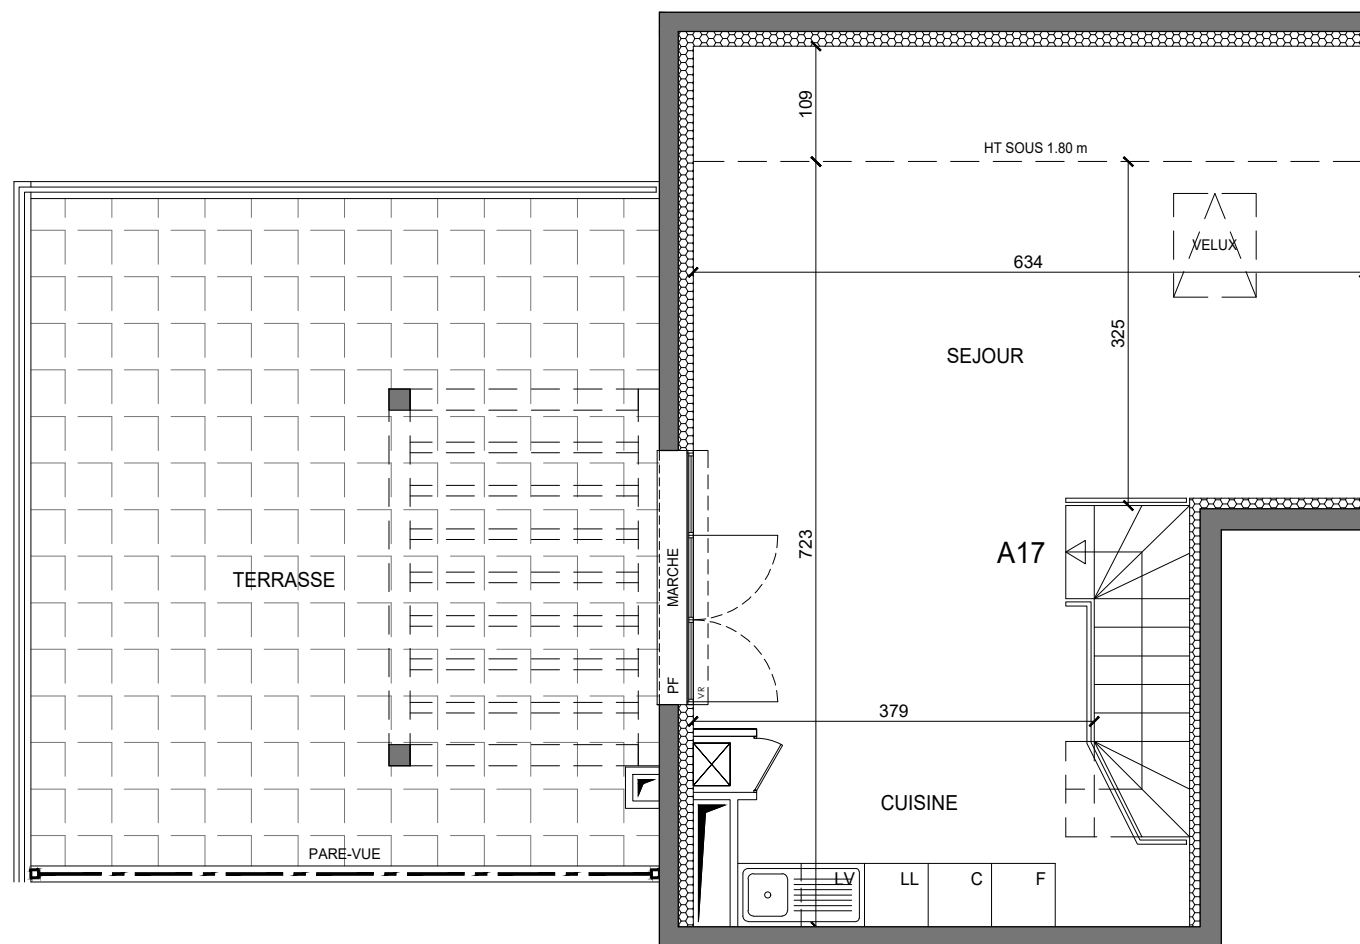 109
HT SOUS 1.80 m
VELUX
634
325
SEJOUR
A17
723
MARCHE
PF
VR
TERRASSE
379
CUISINE
PARE-VUE
LV
LL
C
F